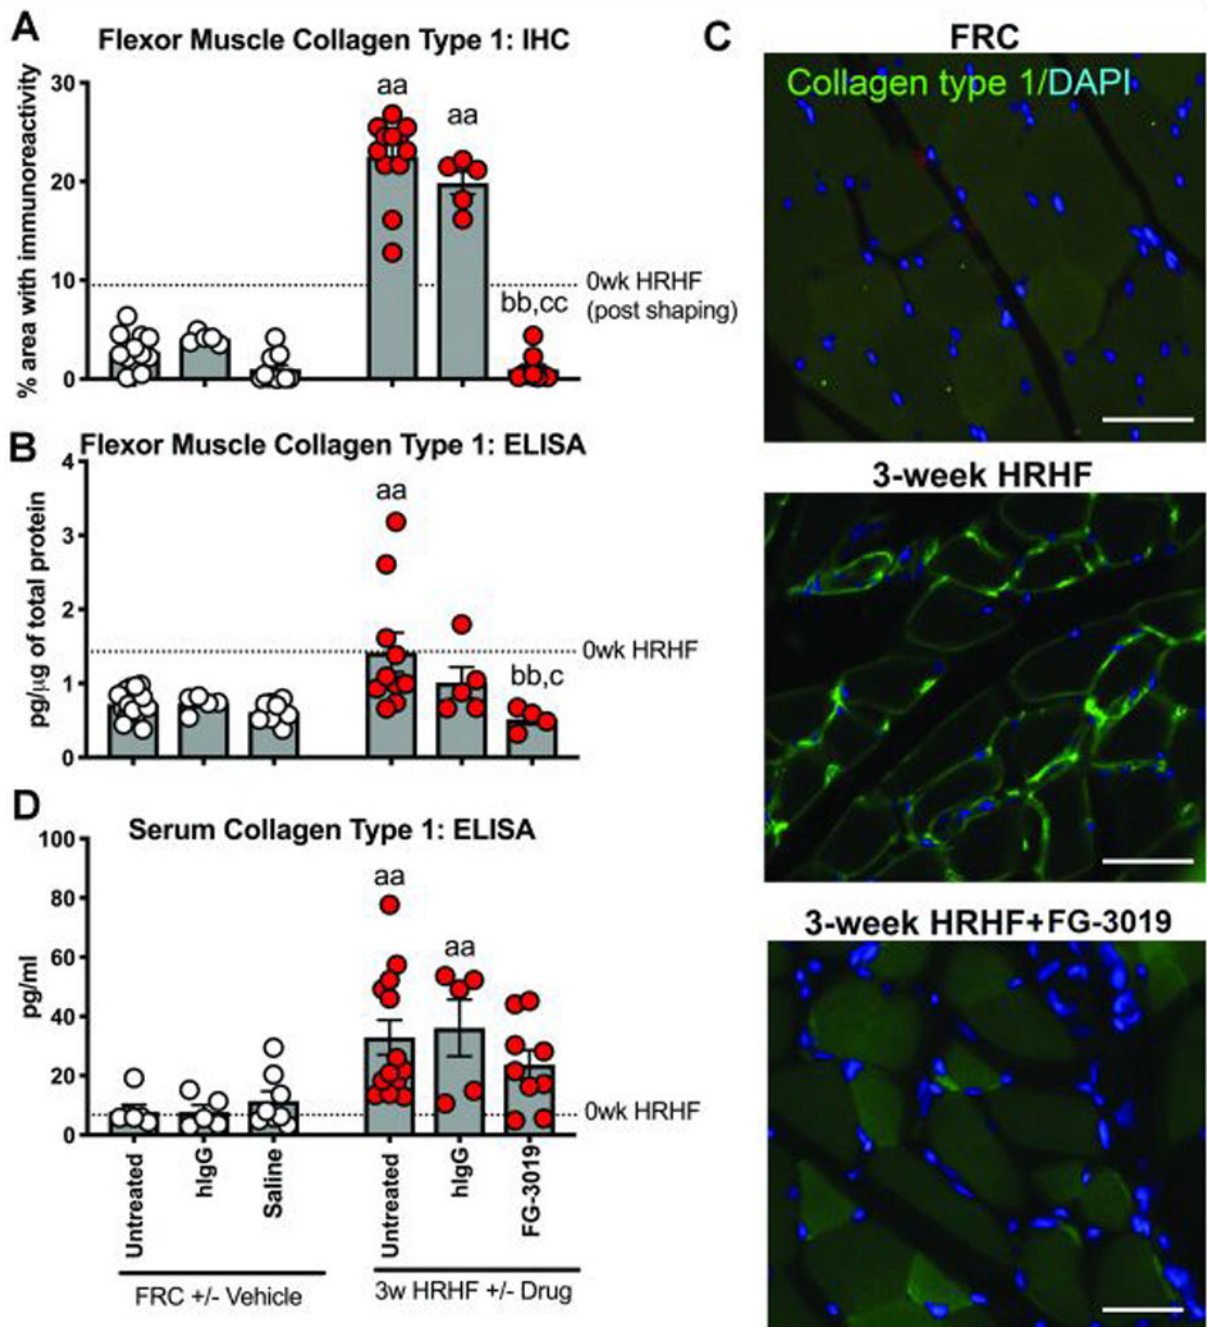 A
Flexor Muscle Collagen Type 1: IHC
% area with immunoreactivity
30
20
10
0
aa
aa
bb,cc
0wk HRHF
(post shaping)
B
Flexor Muscle Collagen Type 1: ELISA
pg/µg of total protein
4
3
2
1
0
aa
bb,c
0wk HRHF
D
Serum Collagen Type 1: ELISA
pg/ml
100
80
60
40
20
0
aa
aa
0wk HRHF
Untreated
hIgG
Saline
Untreated
hIgG
FG-3019
FRC +/- Vehicle
3w HRHF +/- Drug
C
FRC
Collagen type 1/DAPI
3-week HRHF
3-week HRHF+FG-3019